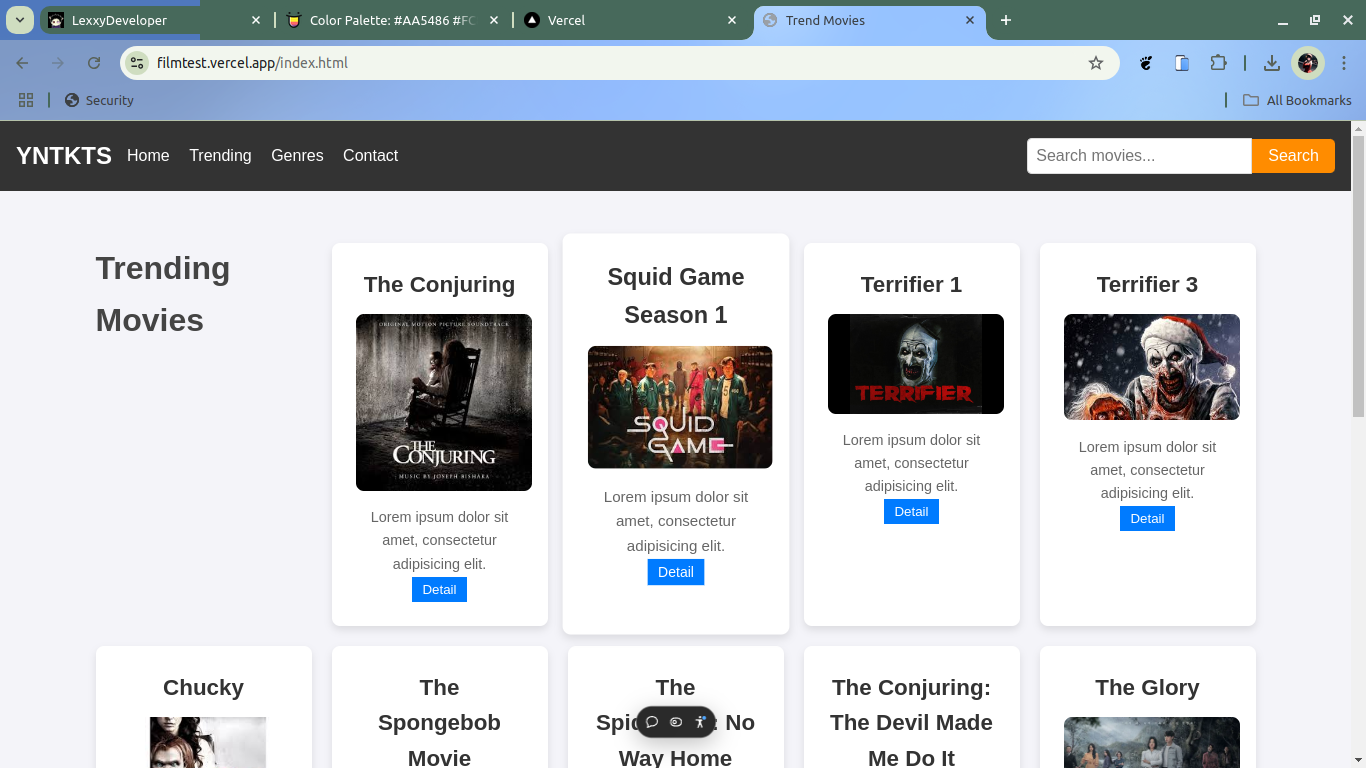 LexxyDeveloper
Color Palette: #AA5486 #FC
Vercel
Trend Movies
filmtest.vercel.app/index.html
Security
All Bookmarks
YNTKTS
Home
Trending
Genres
Contact
Search movies...
Search
Trending
Movies
The Conjuring
ORIGINAL MOTION PICTURE SOUNDTRACK
THE
CONJURING
MUSIC BY JOSEPH BISHARA
Lorem ipsum dolor sit
amet, consectetur
adipisicing elit.
Detail
Squid Game
Season 1
SQUID
GAME
Lorem ipsum dolor sit
amet, consectetur
adipisicing elit.
Detail
Terrifier 1
TERRIFIER
Lorem ipsum dolor sit
amet, consectetur
adipisicing elit.
Detail
Terrifier 3
Lorem ipsum dolor sit
amet, consectetur
adipisicing elit.
Detail
Chucky
The
Spongebob
Movie
The
: No
Way Home
The Conjuring:
The Devil Made
Me Do It
The Glory